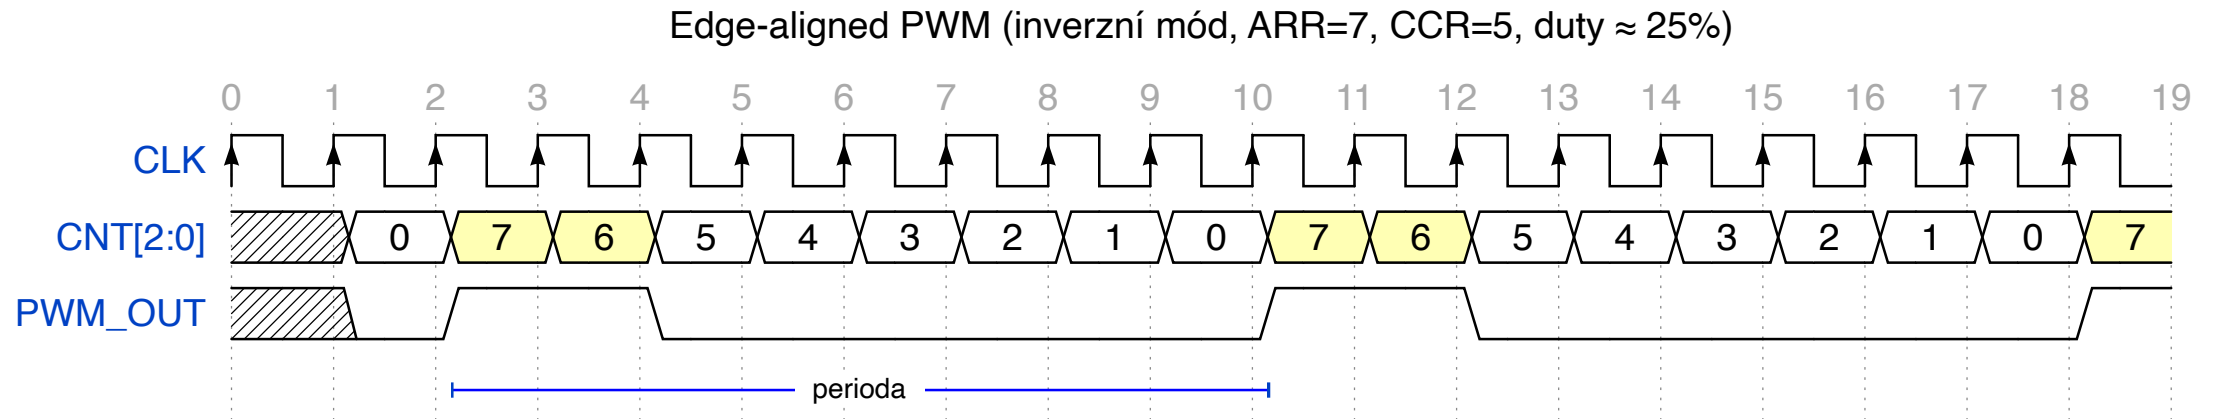 Edge-aligned PWM (inverzní mód, ARR=7, CCR=5, duty ≈ 25%)
0 1 2 3 4 5 6 7 8 9 10 11 12 13 14 15 16 17 18 19
CLK
CNT[2:0] 0 7 6 5 4 3 2 1 0 7 6 5 4 3 2 1 0 7
PWM_OUT
perioda